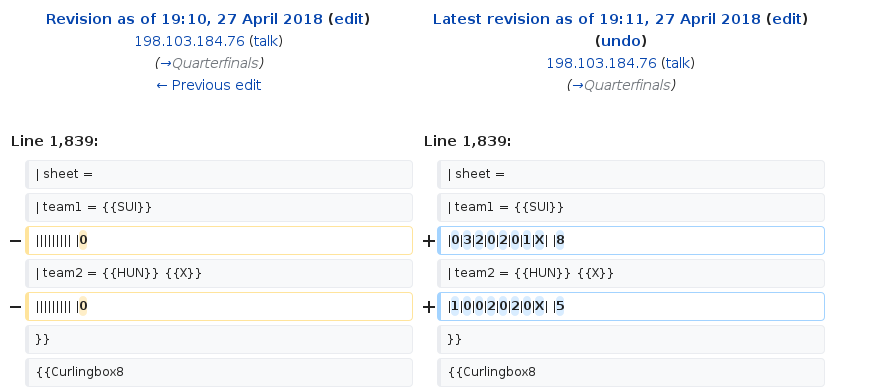 Revision as of 19:10, 27 April 2018 (edit)
198.103.184.76 (talk)
(→Quarterfinals)
← Previous edit
Latest revision as of 19:11, 27 April 2018 (edit)
(undo)
198.103.184.76 (talk)
(→Quarterfinals)
Line 1,839:
Line 1,839:
| sheet =
| sheet =
| team1 = {{SUI}}
| team1 = {{SUI}}
− ||||||||| |0
+ |0|3|2|0|2|0|1|X| |8
| team2 = {{HUN}} {{X}}
| team2 = {{HUN}} {{X}}
− ||||||||| |0
+ |1|0|0|2|0|2|0|X| |5
}}
}}
{{Curlingbox8
{{Curlingbox8